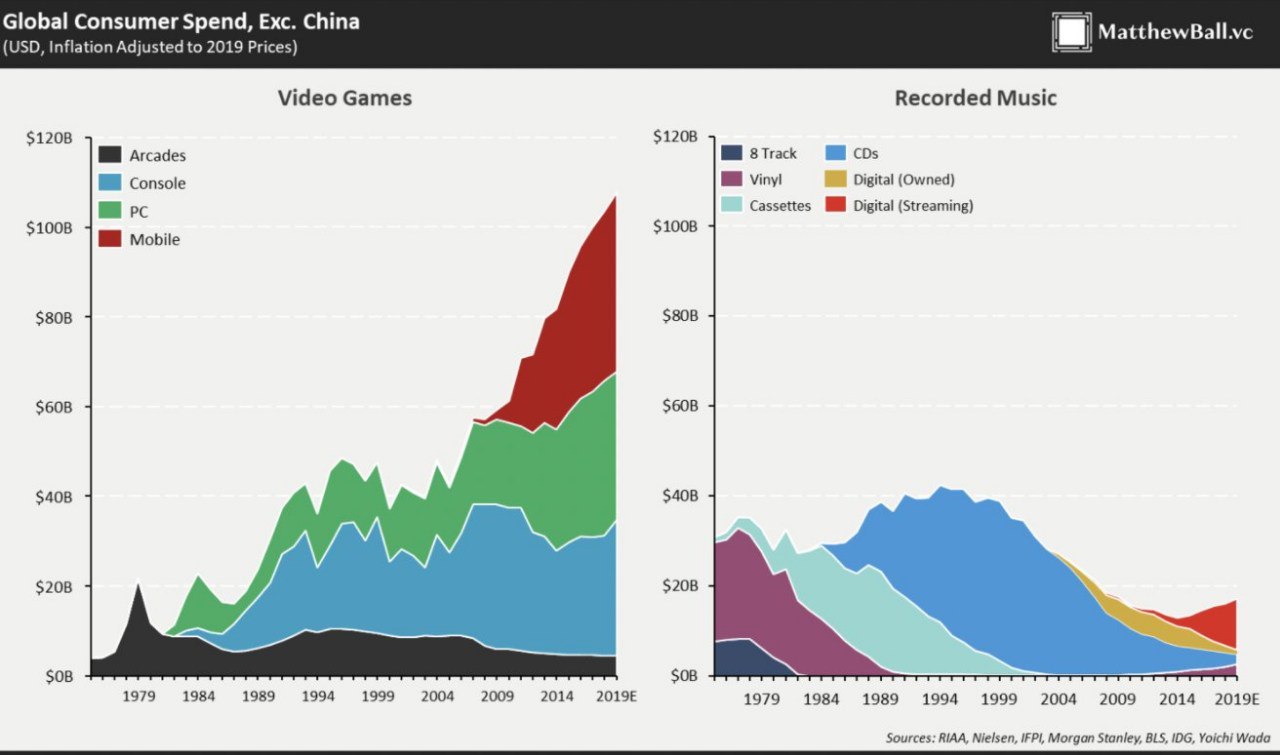 Global Consumer Spend, Exc. China
(USD, Inflation Adjusted to 2019 Prices)
MatthewBall.vc
Video Games
$120B
$100B
$80B
$60B
$40B
$20B
$0B
Arcades
Console
PC
Mobile
1979 1984 1989 1994 1999 2004 2009 2014 2019E
Recorded Music
$120B
$100B
$80B
$60B
$40B
$20B
$0B
8 Track CDs
Vinyl Digital (Owned)
Cassettes Digital (Streaming)
1979 1984 1989 1994 1999 2004 2009 2014 2019E
Sources: RIAA, Nielsen, IFPI, Morgan Stanley, BLS, IDG, Yoichi Wada